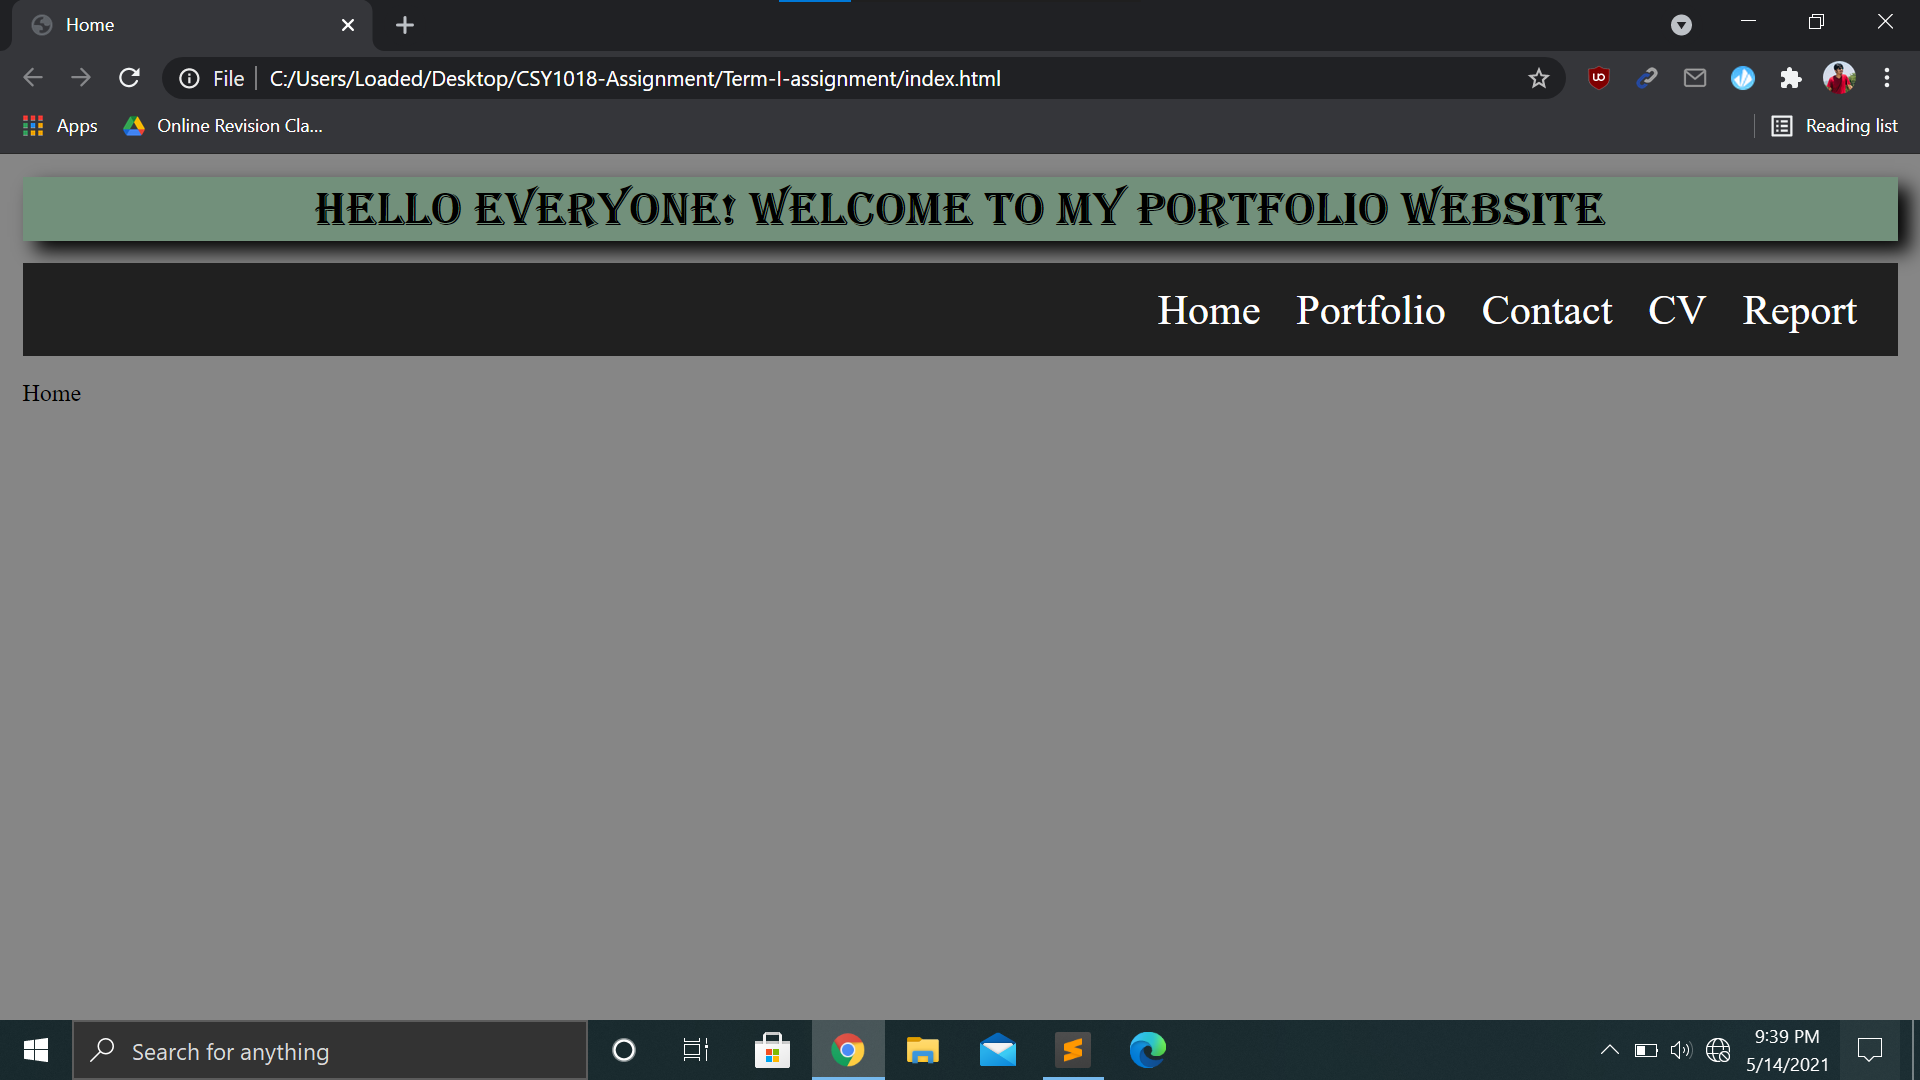 Home
File
C:/Users/Loaded/Desktop/CSY1018-Assignment/Term-I-assignment/index.html
Apps
Online Revision Cla...
Reading list
HELLO EVERYONE! WELCOME TO MY PORTFOLIO WEBSITE
Home Portfolio Contact CV Report
Home
Search for anything
9:39 PM
5/14/2021